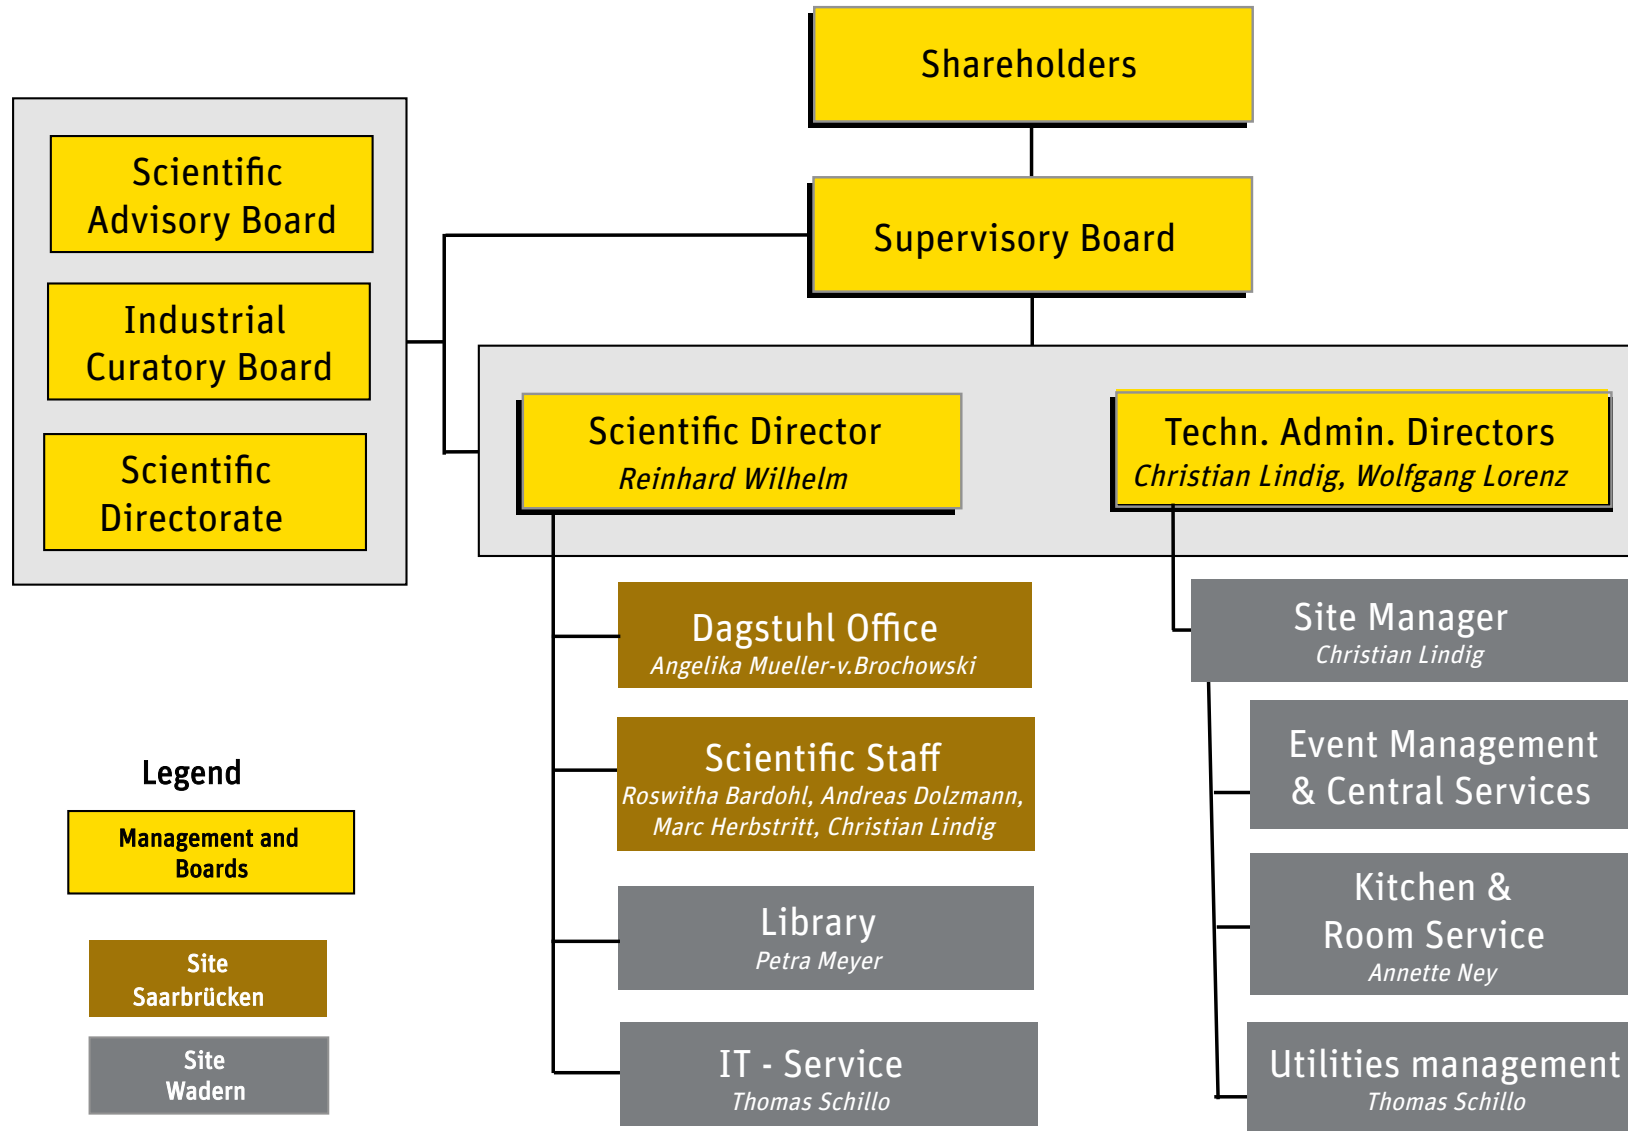 Shareholders
Supervisory Board
Scientific
Advisory Board
Industrial
Curatory Board
Scientific
Directorate
Scientific Director
Reinhard Wilhelm
Techn. Admin. Directors
Christian Lindig, Wolfgang Lorenz
Dagstuhl Office
Angelika Mueller-v.Brochowski
Scientific Staff
Roswitha Bardohl, Andreas Dolzmann,
Marc Herbstritt, Christian Lindig
Library
Petra Meyer
IT - Service
Thomas Schillo
Site Manager
Christian Lindig
Event Management
& Central Services
Kitchen &
Room Service
Annette Ney
Utilities management
Thomas Schillo
Legend
Management and
Boards
Site
Saarbrücken
Site
Wadern